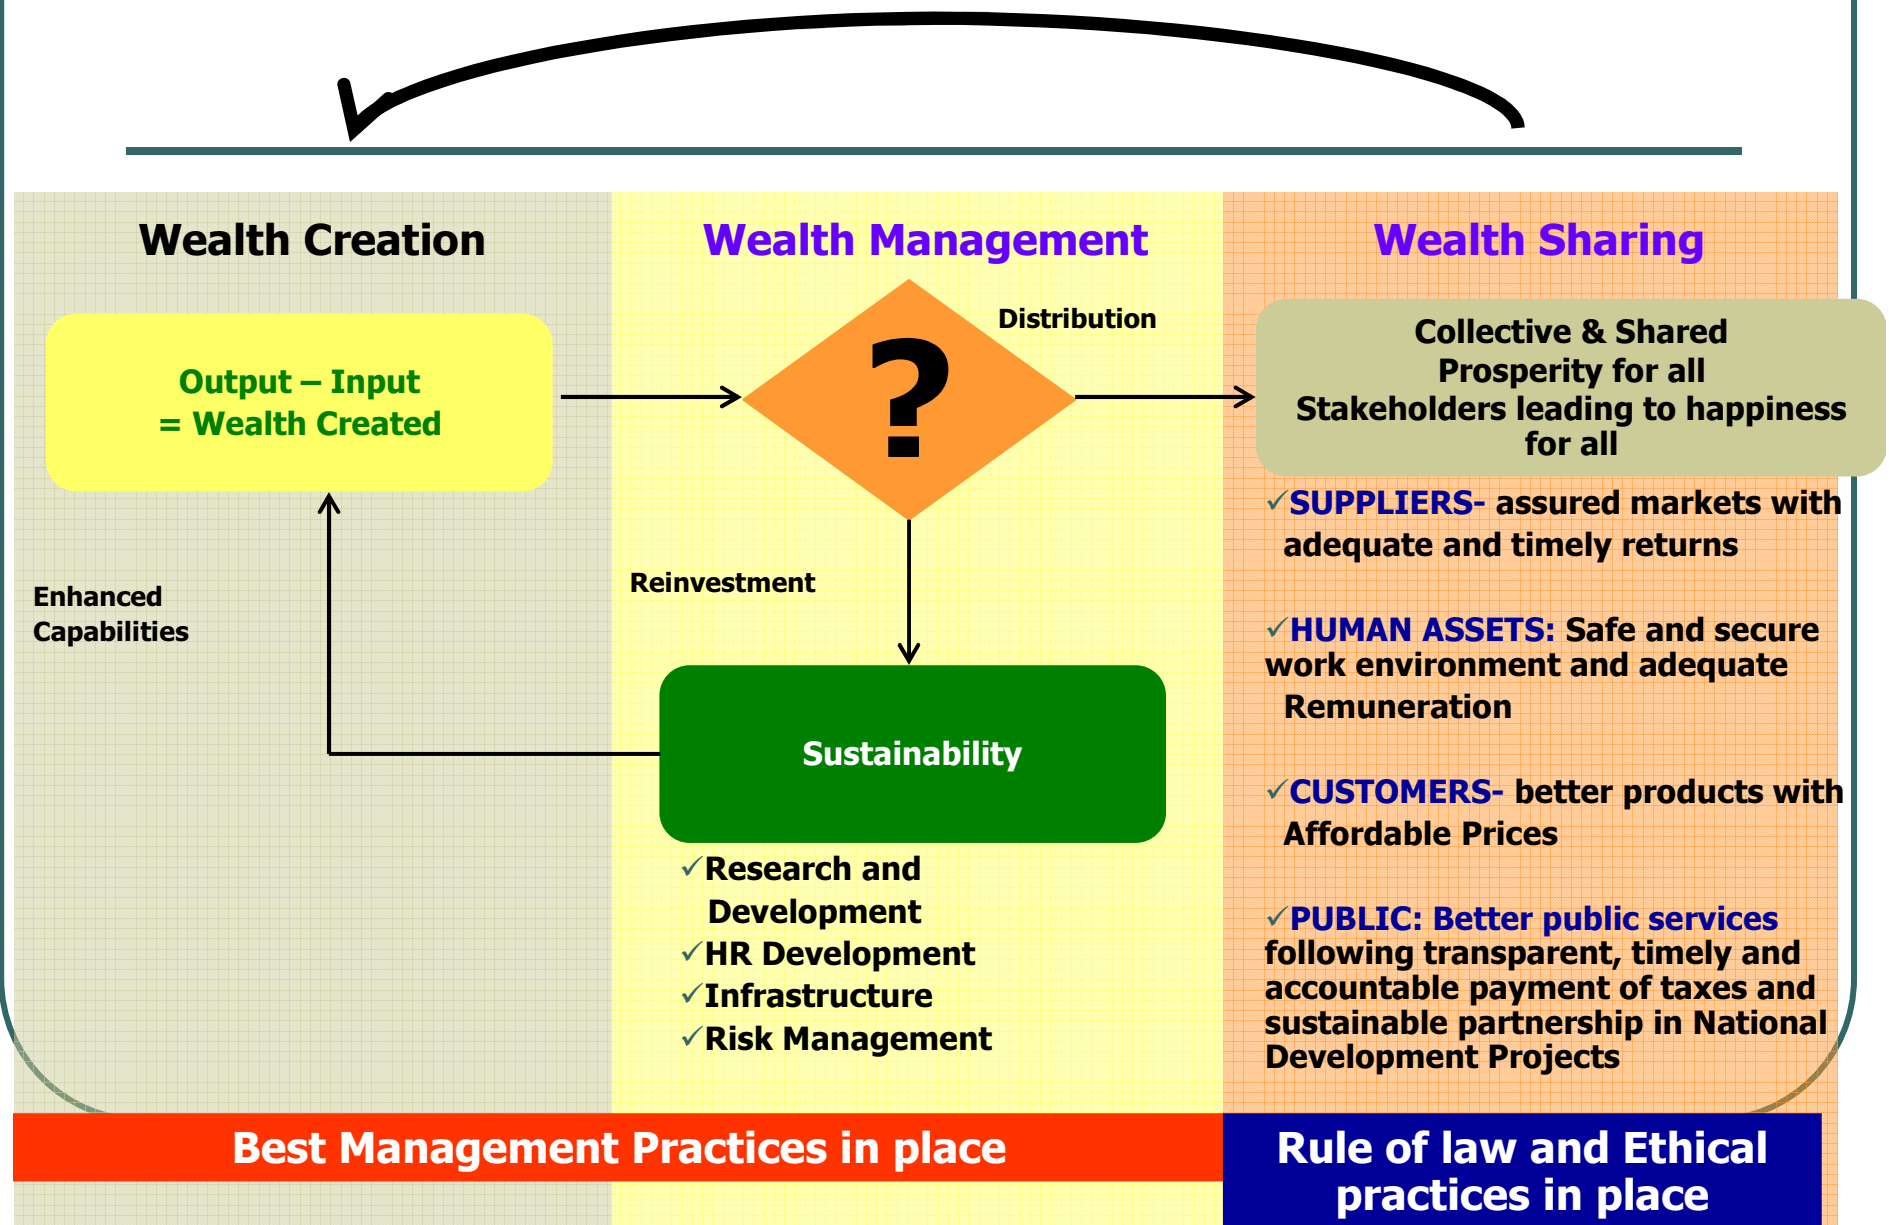 Wealth Creation
Output – Input
= Wealth Created
Enhanced
Capabilities
Wealth Management
?
Distribution
Reinvestment
Sustainability
✓Research and
Development
✓HR Development
✓Infrastructure
✓Risk Management
Wealth Sharing
Collective & Shared
Prosperity for all
Stakeholders leading to happiness
for all
✓SUPPLIERS- assured markets with
adequate and timely returns
✓HUMAN ASSETS: Safe and secure
work environment and adequate
Remuneration
✓CUSTOMERS- better products with
Affordable Prices
✓PUBLIC: Better public services
following transparent, timely and
accountable payment of taxes and
sustainable partnership in National
Development Projects
Best Management Practices in place
Rule of law and Ethical
practices in place